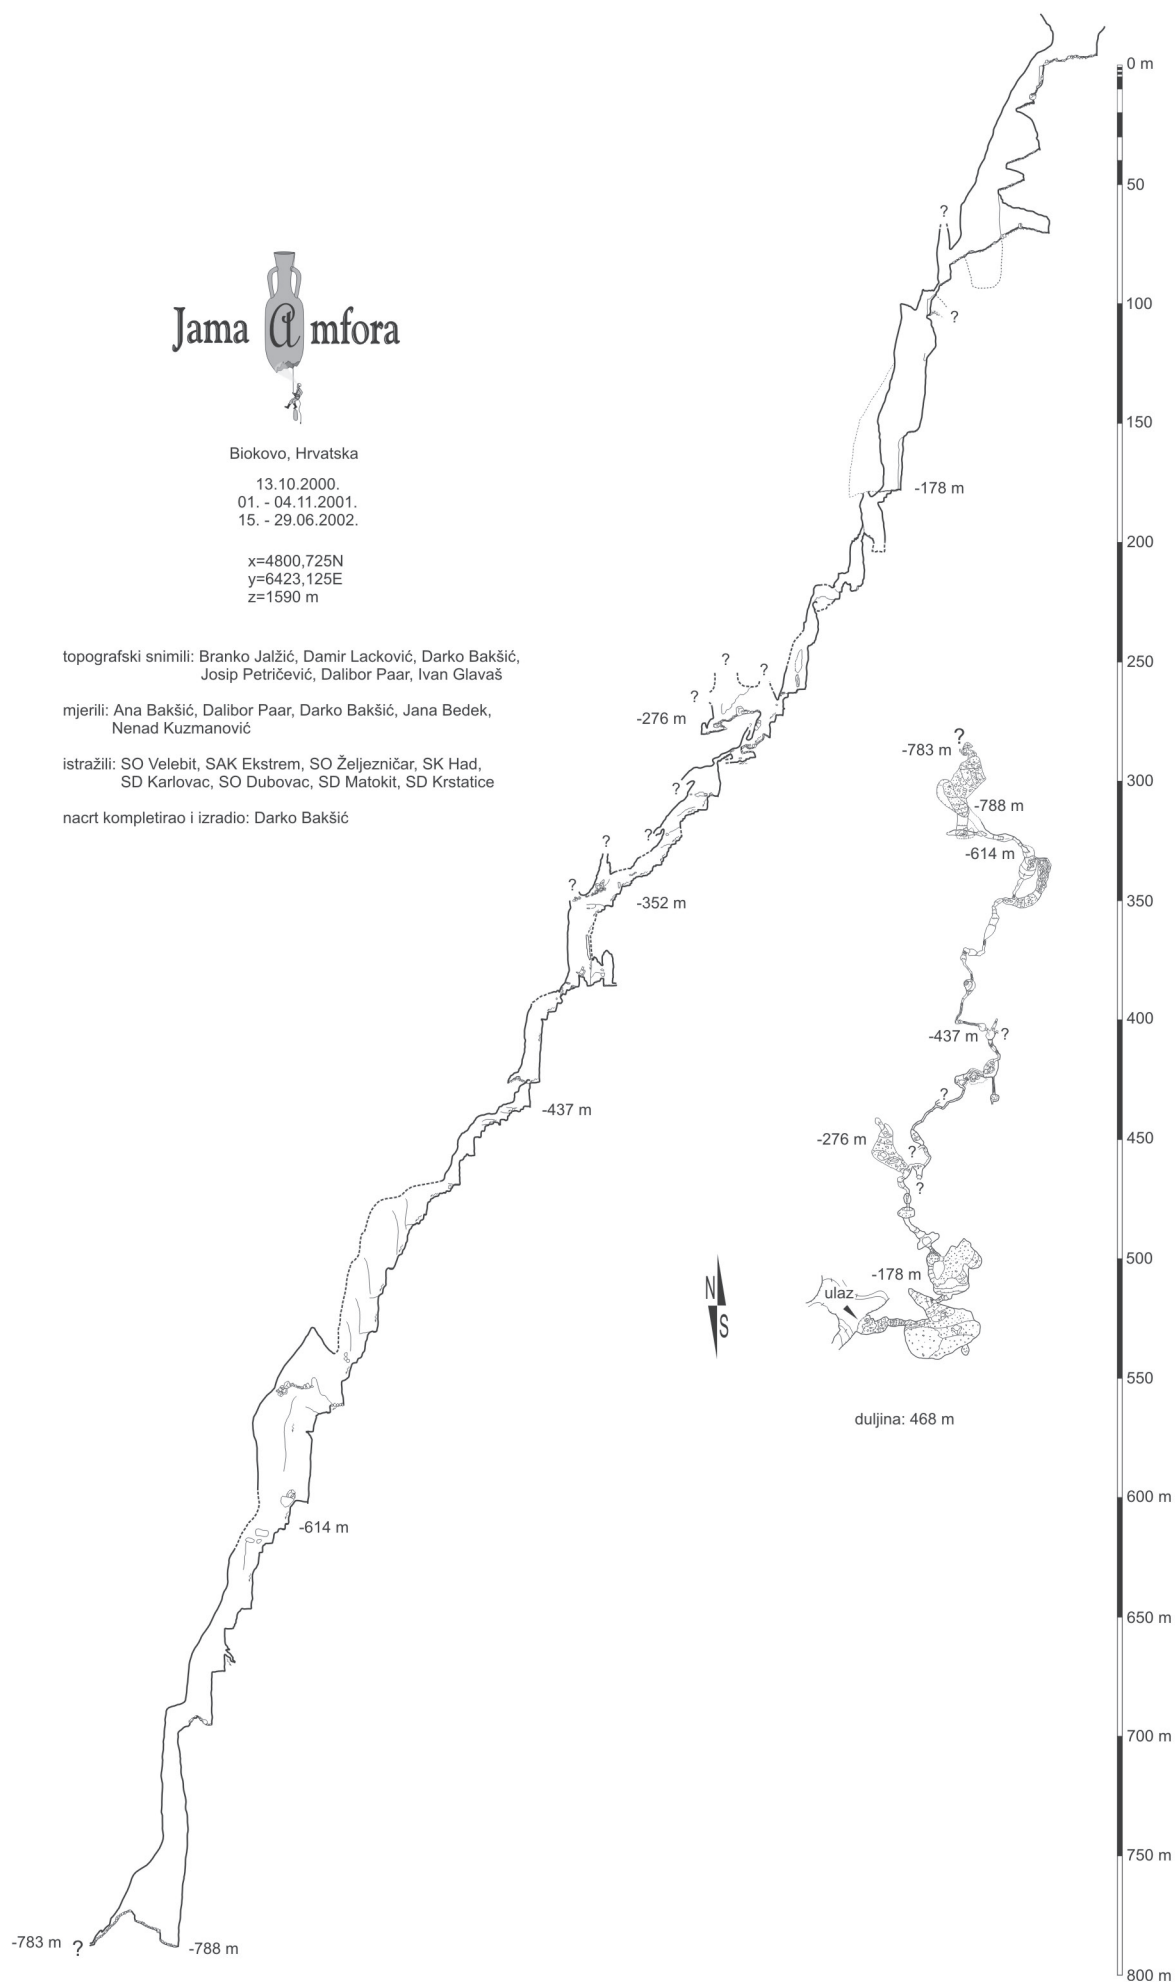 Jama Amfora
Biokovo, Hrvatska
13.10.2000.
01. - 04.11.2001.
15. - 29.06.2002.
x=4800,725N
y=6423,125E
z=1590 m
topografski snimili: Branko Jalžić, Damir Lacković, Darko Bakšić,
Josip Petričević, Dalibor Paar, Ivan Glavaš
mjerili: Ana Bakšić, Dalibor Paar, Darko Bakšić, Jana Bedek,
Nenad Kuzmanović
istražili: SO Velebit, SAK Ekstrem, SO Željezničar, SK Had,
SD Karlovac, SO Dubovac, SD Matokit, SD Krstatice
nacrt kompletirao i izradio: Darko Bakšić
?
?
-178 m
?
?
?
-276 m
?
?
?
?
-352 m
-437 m
-614 m
-783 m ?
-788 m
?
-783 m
-788 m
-614 m
-437 m
?
?
-276 m
?
?
-178 m
ulaz
N
S
duljina: 468 m
0 m
50
100
150
200
250
300
350
400
450
500
550
600 m
650 m
700 m
750 m
800 m